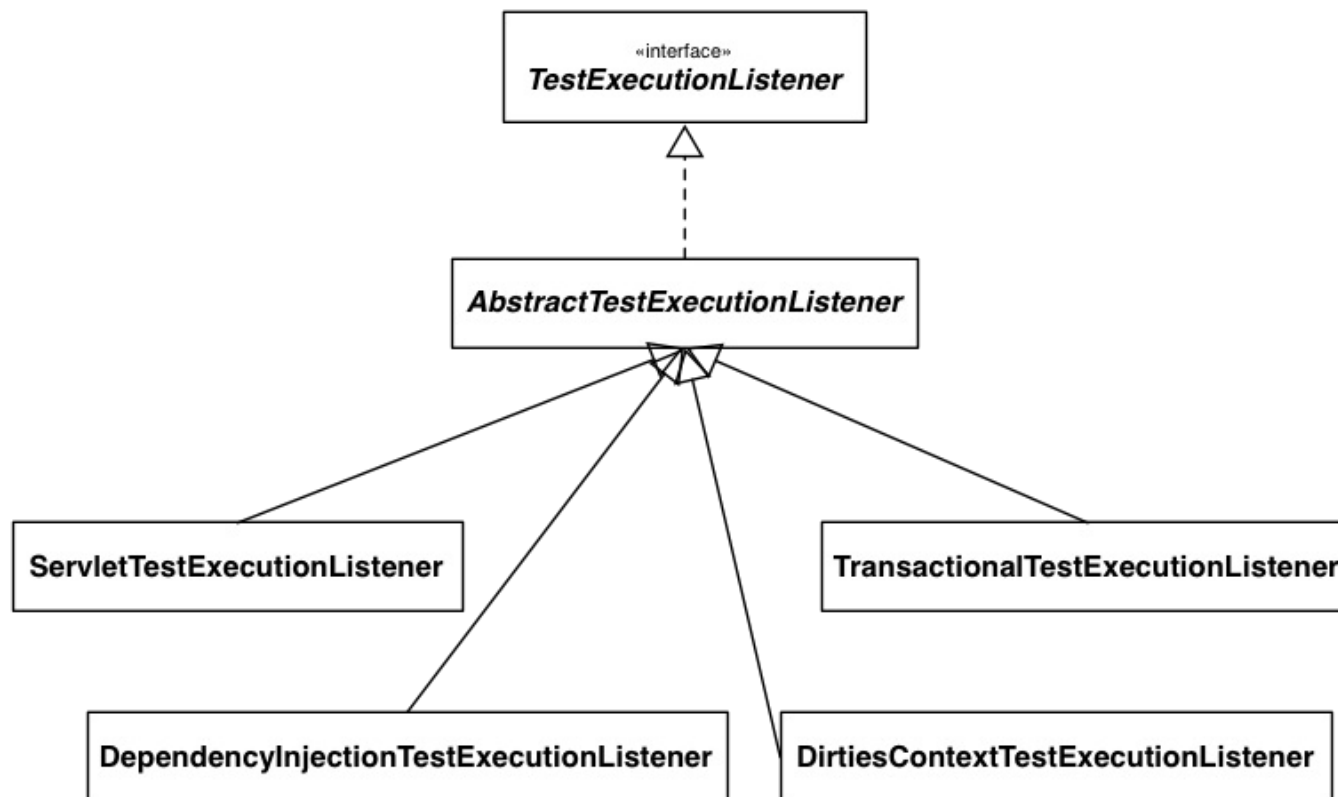 «interface»
TestExecutionListener
AbstractTestExecutionListener
ServletTestExecutionListener
TransactionalTestExecutionListener
DependencyInjectionTestExecutionListener
DirtiesContextTestExecutionListener